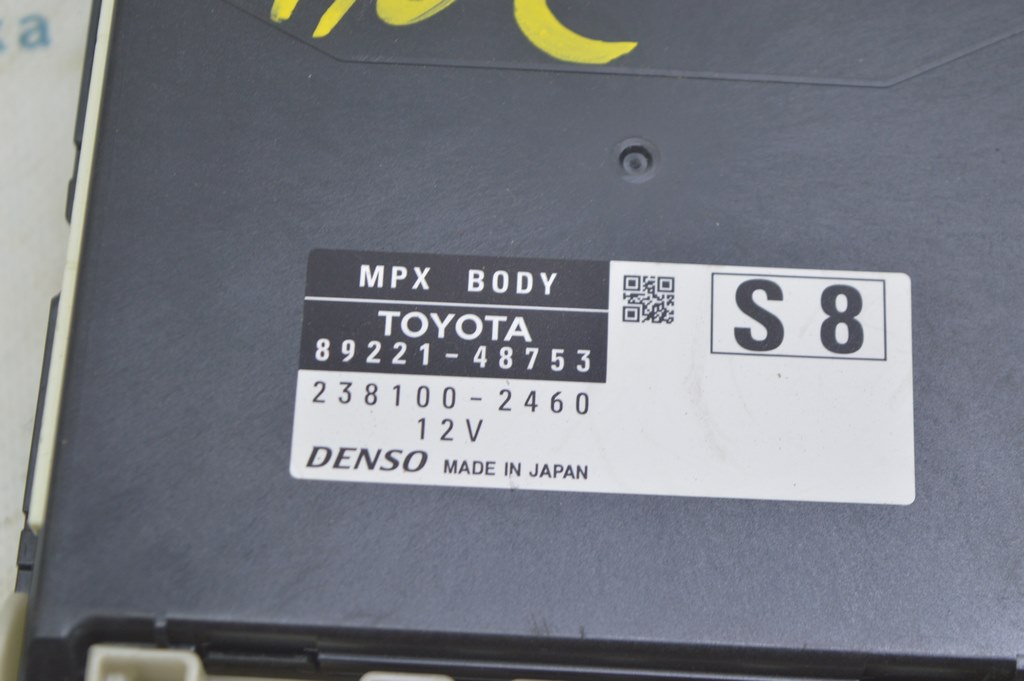 MPX BODY
TOYOTA
89221-48753
238100-2460
12V
DENSO MADE IN JAPAN
S 8